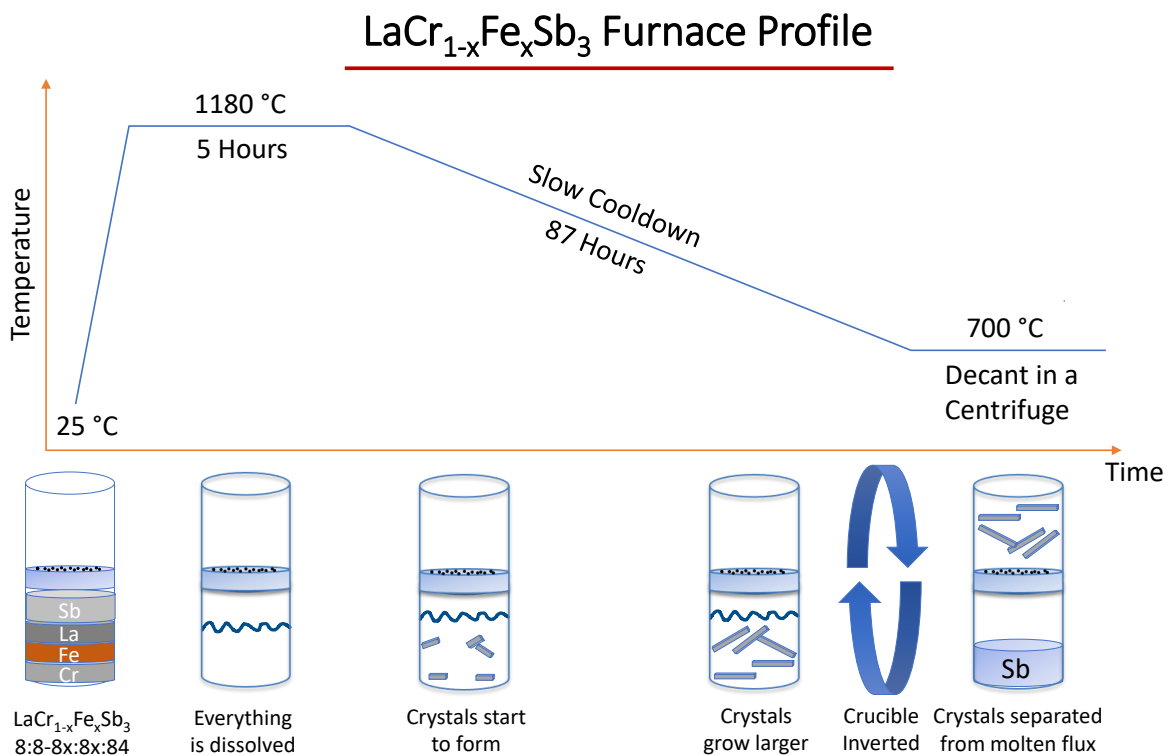 LaCr₁₋ₓFeₓSb₃ Furnace Profile
1180 °C
5 Hours
Slow Cooldown
87 Hours
700 °C
Decant in a
Centrifuge
Temperature
25 °C
Time
Sb
La
Fe
Cr
Sb
LaCr₁₋ₓFeₓSb₃
8:8-8x:8x:84
Everything
is dissolved
Crystals start
to form
Crystals
grow larger
Crucible
Inverted
Crystals separated
from molten flux